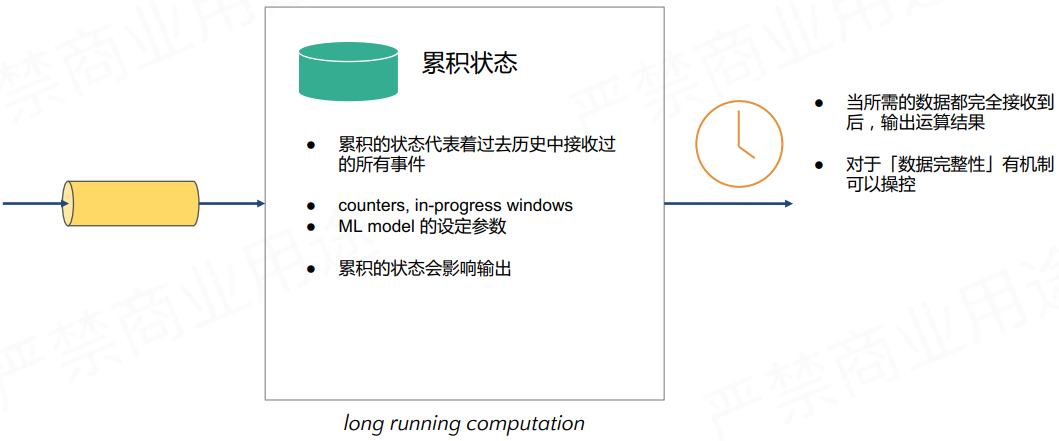 累积状态
● 累积的状态代表着过去历史中接收过
的所有事件
● counters, in-progress windows
● ML model 的设定参数
● 累积的状态会影响输出
long running computation
● 当所需的数据都完全接收到
后，输出运算结果
● 对于「数据完整性」有机制
可以操控
严禁商业用途
严禁商业用途
严禁商业用途
严禁商业用途